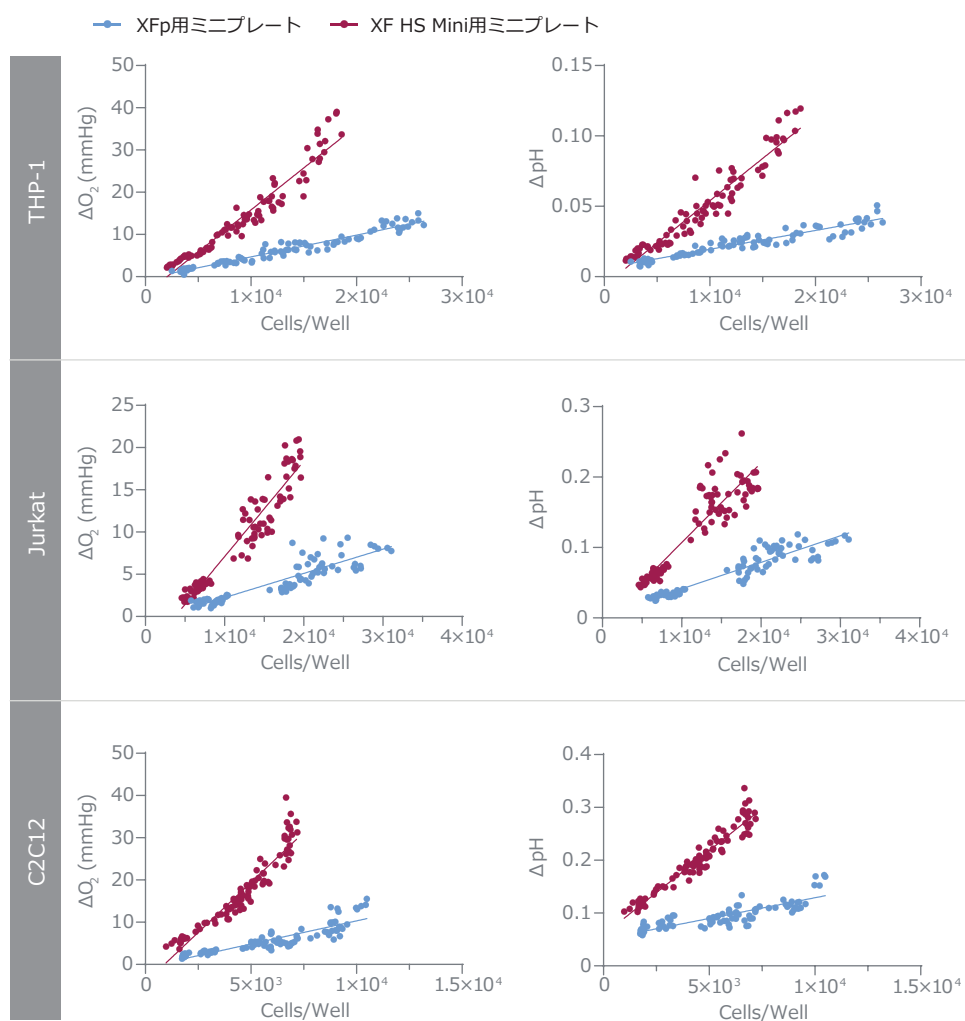 XFp用ミニプレート XF HS Mini用ミニプレート
THP-1
ΔO₂ (mmHg)
50
40
30
20
10
0
0 1×10⁴ 2×10⁴ 3×10⁴
Cells/Well
ΔpH
0.15
0.10
0.05
0
0 1×10⁴ 2×10⁴ 3×10⁴
Cells/Well
Jurkat
ΔO₂ (mmHg)
25
20
15
10
5
0
0 1×10⁴ 2×10⁴ 3×10⁴ 4×10⁴
Cells/Well
ΔpH
0.3
0.2
0.1
0
0 1×10⁴ 2×10⁴ 3×10⁴ 4×10⁴
Cells/Well
C2C12
ΔO₂ (mmHg)
50
40
30
20
10
0
0 5×10³ 1×10⁴ 1.5×10⁴
Cells/Well
ΔpH
0.4
0.3
0.2
0.1
0
0 5×10³ 1×10⁴ 1.5×10⁴
Cells/Well